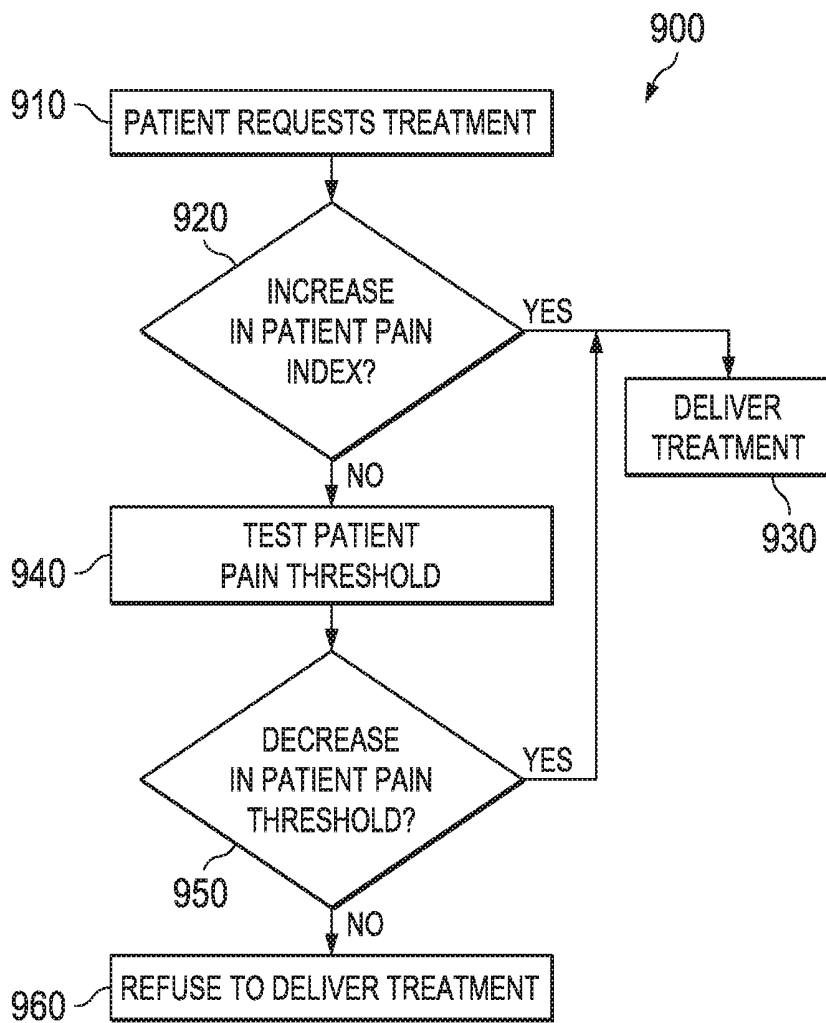 900
910
PATIENT REQUESTS TREATMENT
920
INCREASE
IN PATIENT PAIN
INDEX?
YES
DELIVER
TREATMENT
930
NO
940
TEST PATIENT
PAIN THRESHOLD
DECREASE
IN PATIENT PAIN
THRESHOLD?
YES
950
NO
960
REFUSE TO DELIVER TREATMENT